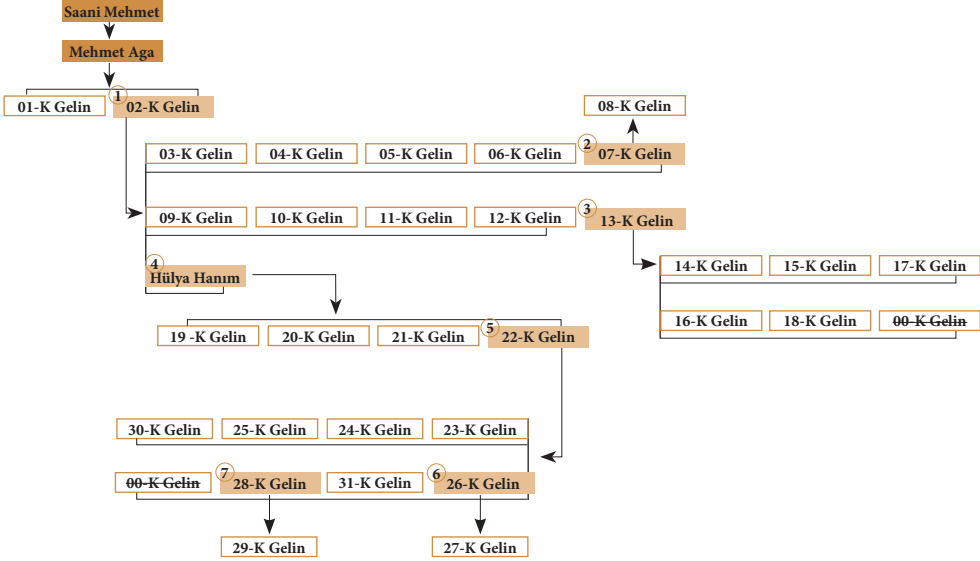 Saani Mehmet
Mehmet Aga
1
01-K Gelin 02-K Gelin
08-K Gelin
2
03-K Gelin 04-K Gelin 05-K Gelin 06-K Gelin 07-K Gelin
3
09-K Gelin 10-K Gelin 11-K Gelin 12-K Gelin 13-K Gelin
4
Hülya Hanım
14-K Gelin 15-K Gelin 17-K Gelin
16-K Gelin 18-K Gelin 00-K Gelin
5
19 -K Gelin 20-K Gelin 21-K Gelin 22-K Gelin
30-K Gelin 25-K Gelin 24-K Gelin 23-K Gelin
7 6
00-K Gelin 28-K Gelin 31-K Gelin 26-K Gelin
29-K Gelin 27-K Gelin